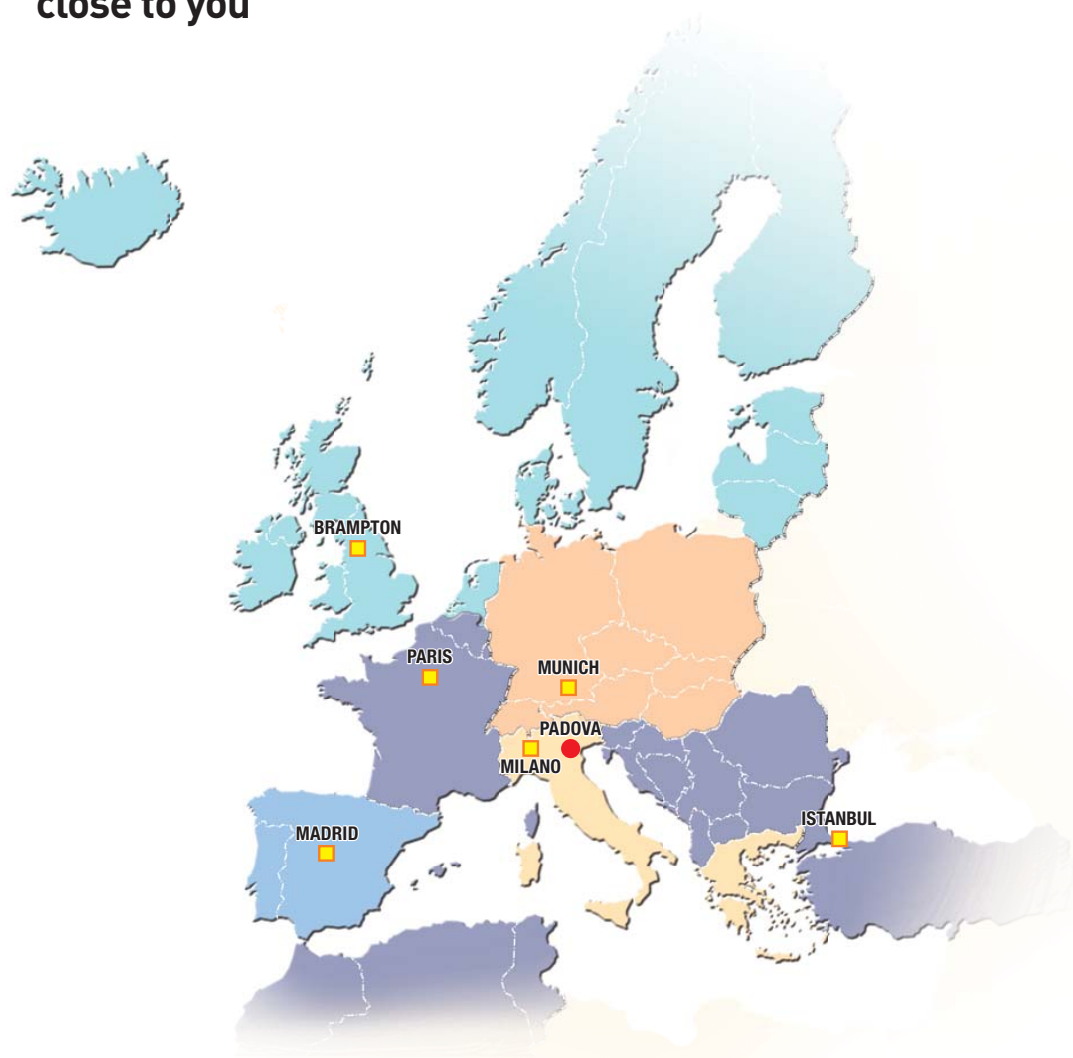 close to you
BRAMPTON
PARIS
MUNICH
PADOVA
MILANO
ISTANBUL
MADRID